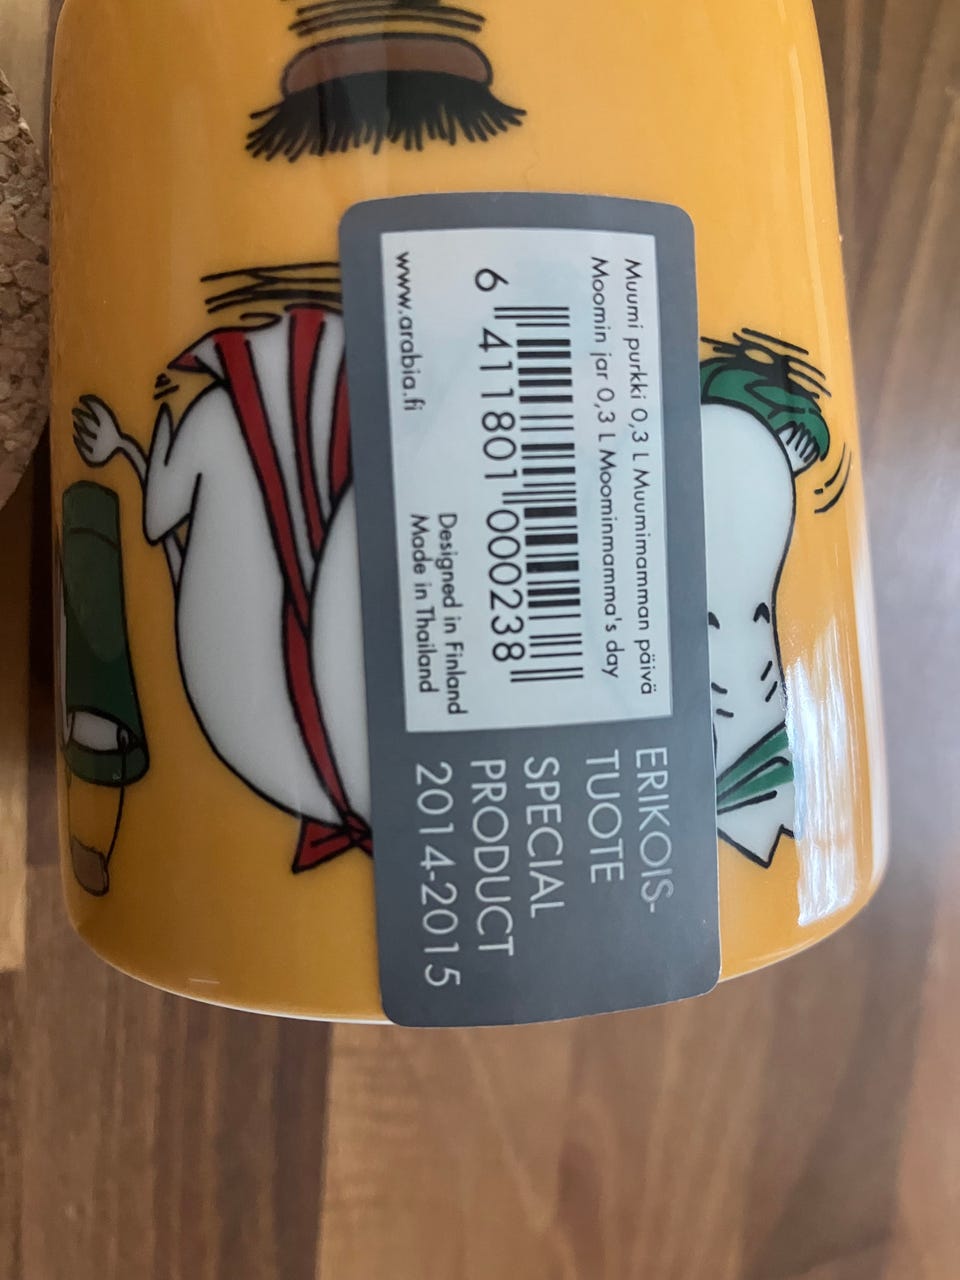 Muumi purkki 0,3 L Muumimamman päivä
Moomin jar 0,3 L Moominmamma's day
6 411801 000238
Designed in Finland
Made in Thailand
www.arabia.fi
ERIKOIS-
TUOTE
SPECIAL
PRODUCT
2014-2015